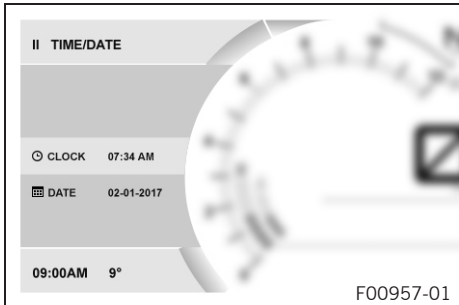 II TIME/DATE
CLOCK 07:34 AM
DATE 02-01-2017
09:00AM 9°
F00957-01